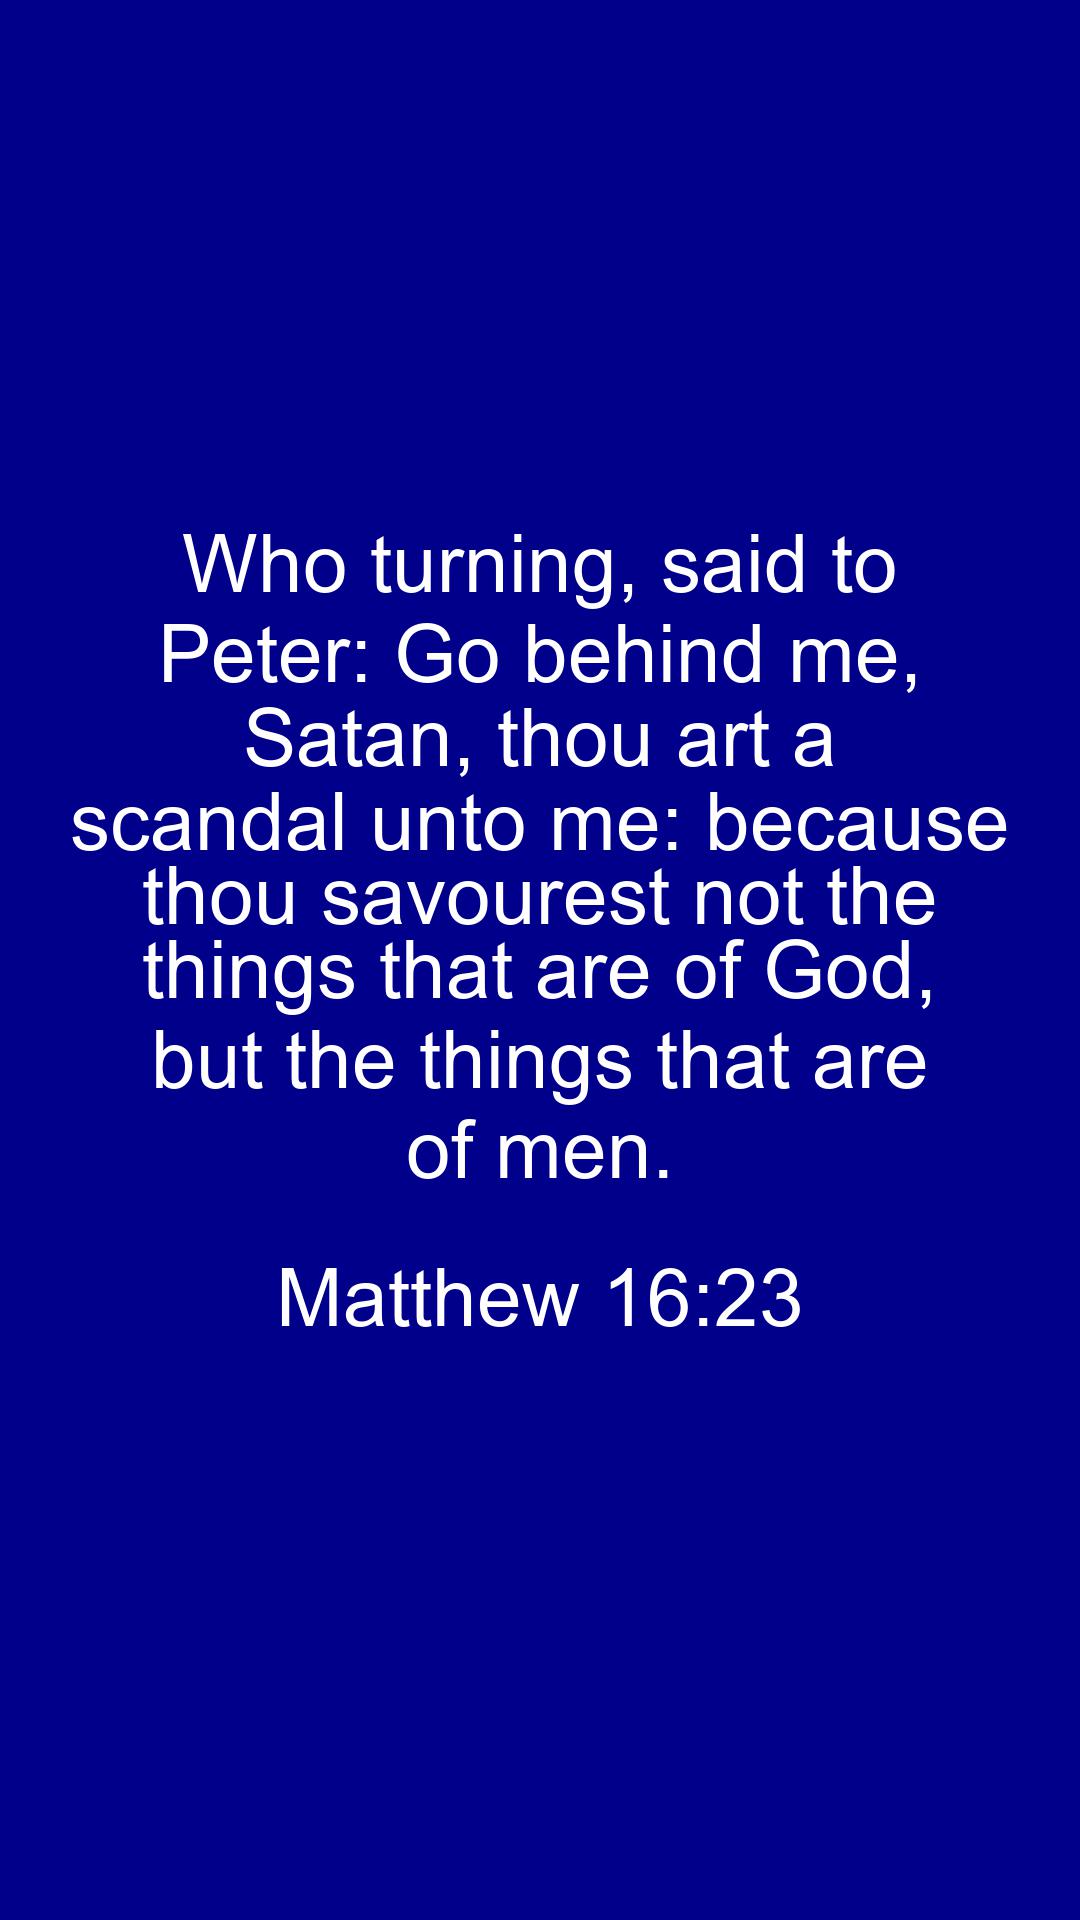 Who turning, said to
Peter: Go behind me,
Satan, thou art a
scandal unto me: because
thou savourest not the
things that are of God,
but the things that are
of men.
Matthew 16:23